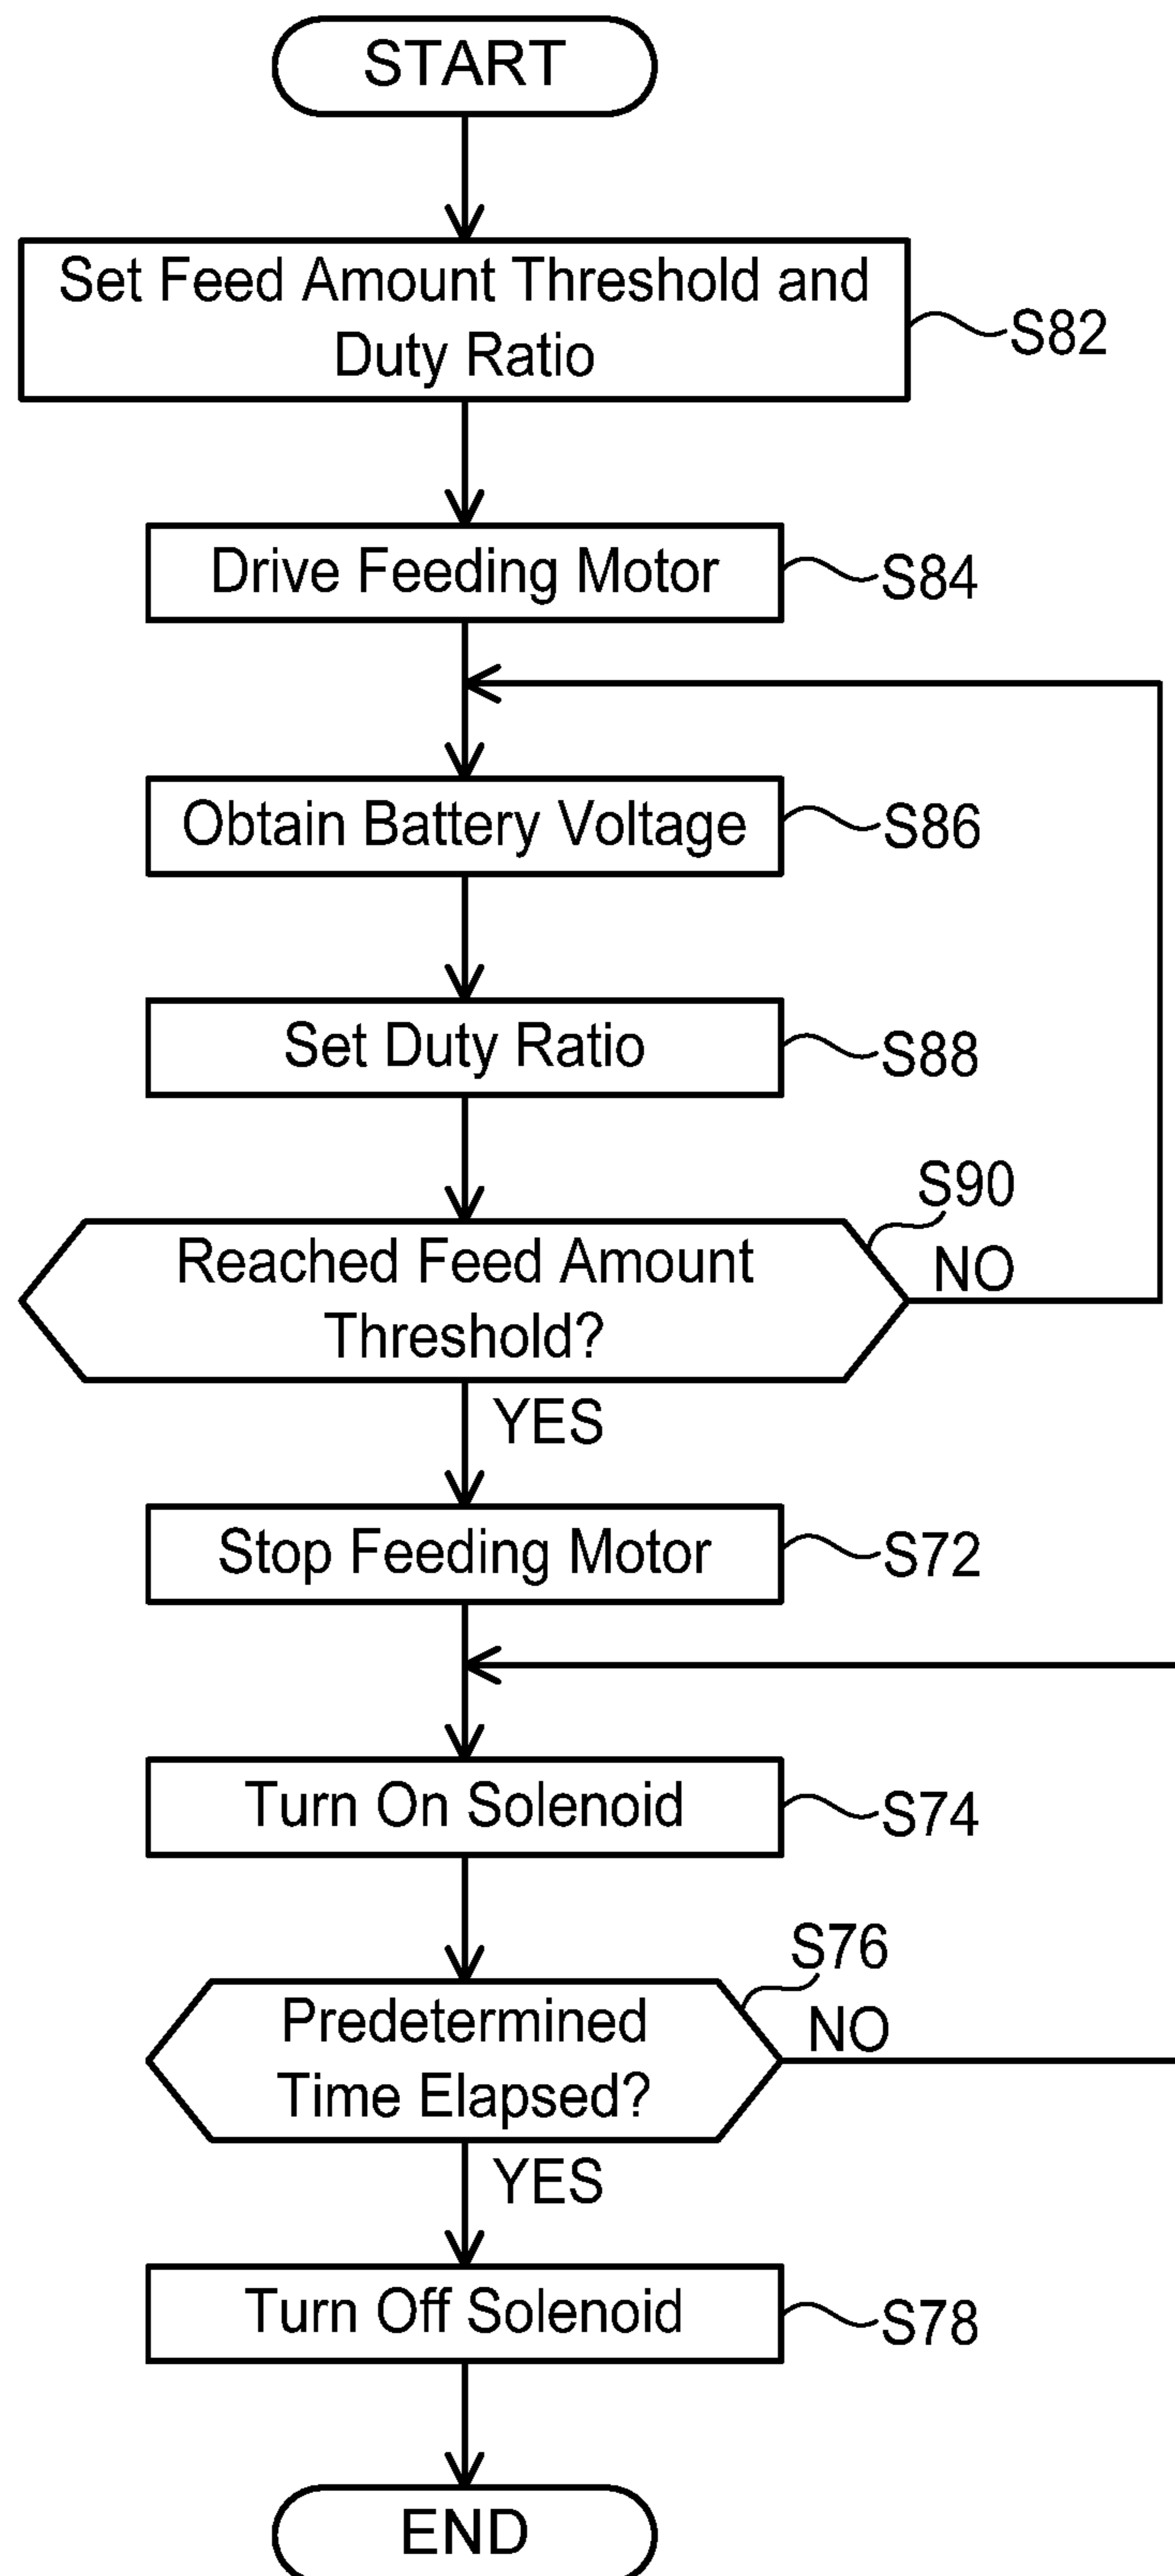 START
Set Feed Amount Threshold and
Duty Ratio
S82
Drive Feeding Motor
S84
Obtain Battery Voltage
S86
Set Duty Ratio
S88
S90
Reached Feed Amount
Threshold?
NO
YES
Stop Feeding Motor
S72
Turn On Solenoid
S74
S76
Predetermined
Time Elapsed?
NO
YES
Turn Off Solenoid
S78
END